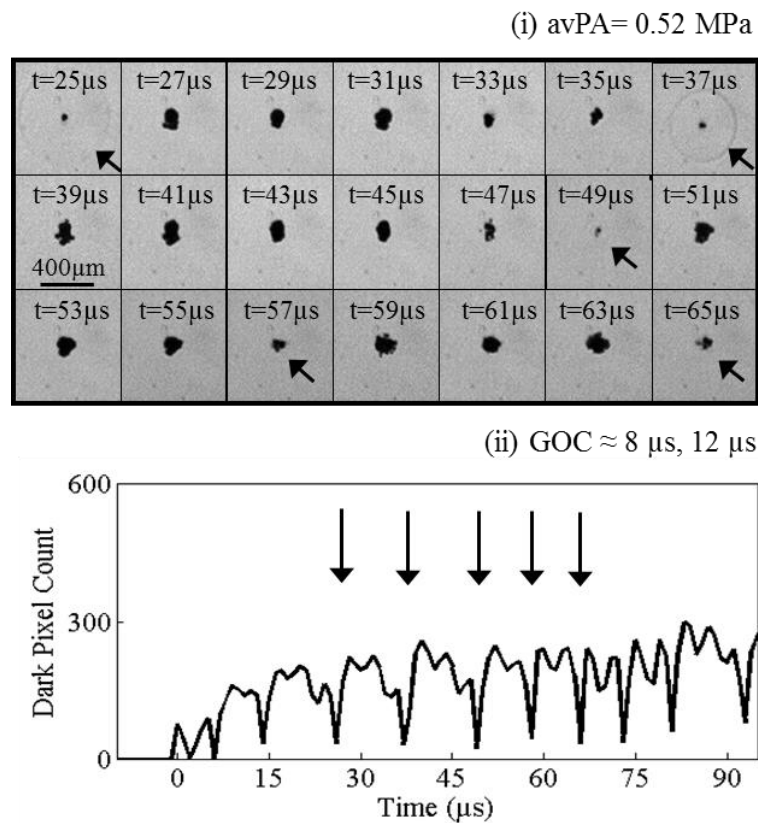 (i) avPA= 0.52 MPa
t=25µs t=27µs t=29µs t=31µs t=33µs t=35µs t=37µs
t=39µs t=41µs t=43µs t=45µs t=47µs t=49µs t=51µs
400µm
t=53µs t=55µs t=57µs t=59µs t=61µs t=63µs t=65µs
(ii) GOC ≈ 8 µs, 12 µs
600
300
0
Dark Pixel Count
0 15 30 45 60 75 90
Time (µs)